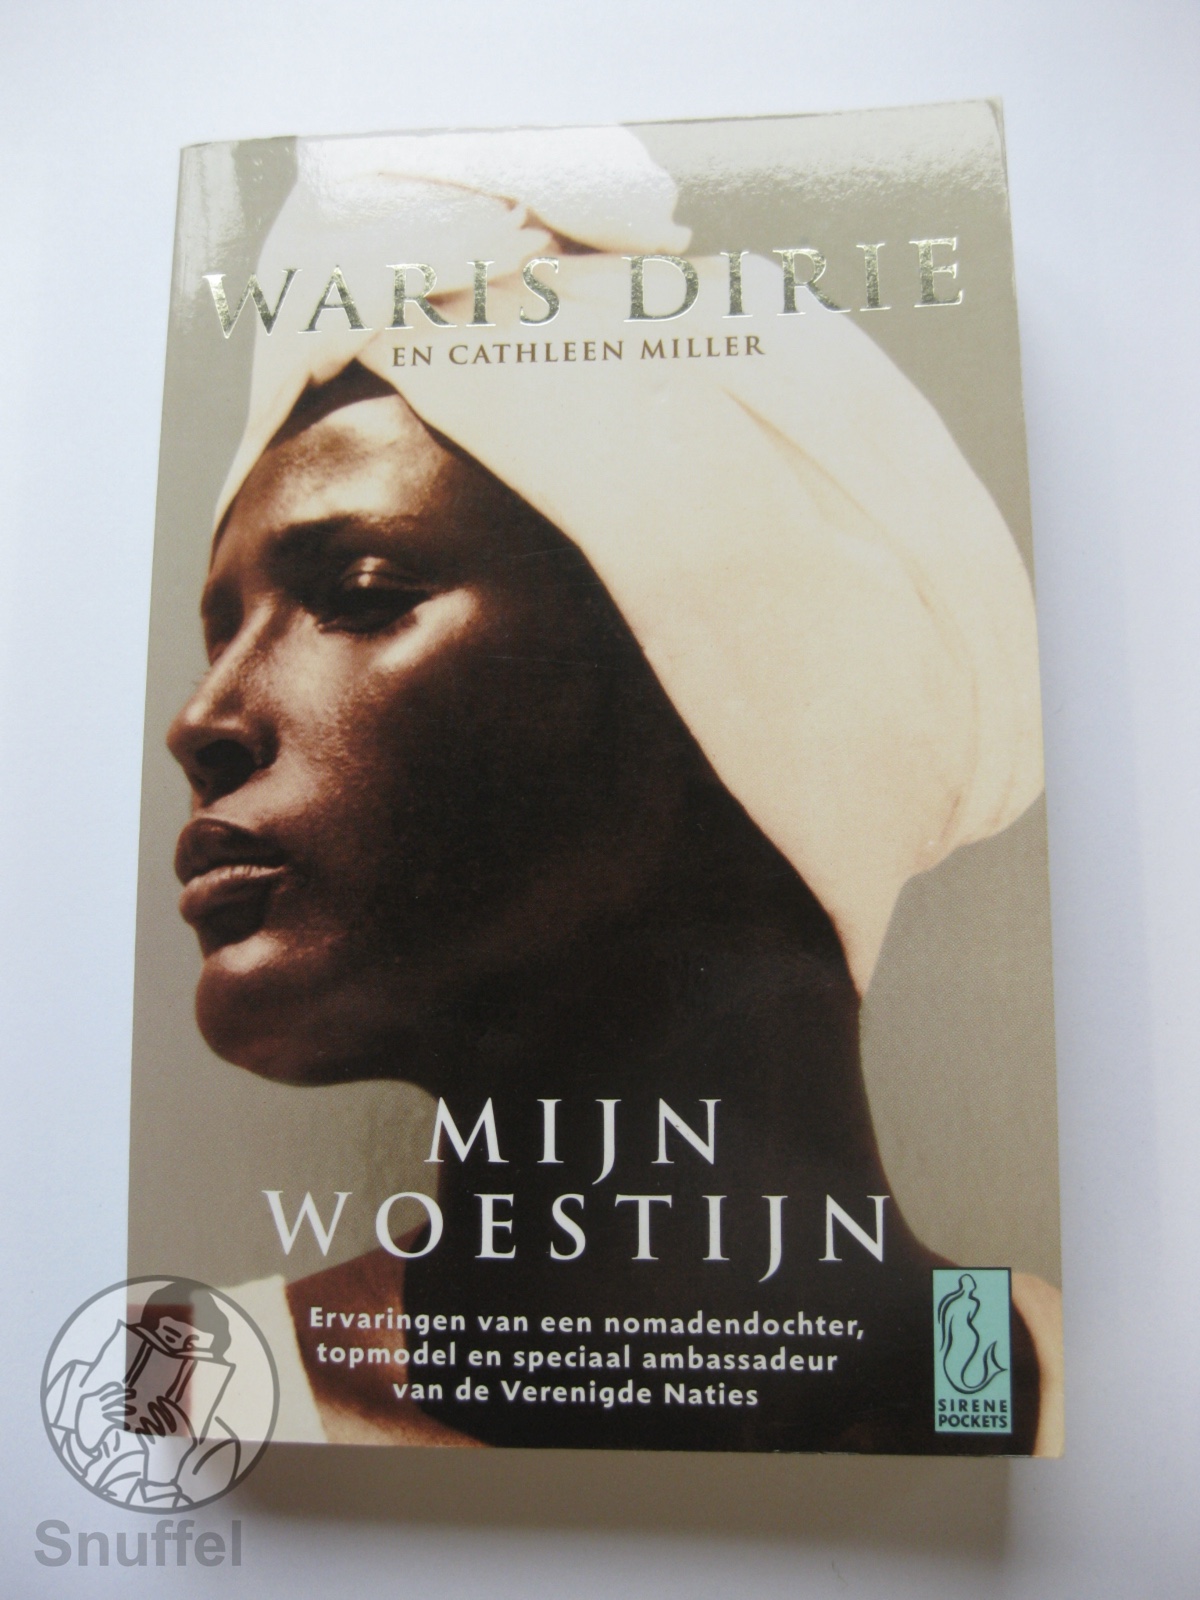 WARIS DIRIE
EN CATHLEEN MILLER
MIJN
WOESTIJN
Ervaringen van een nomadendochter,
topmodel en speciaal ambassadeur
van de Verenigde Naties
SIRENE
POCKETS
Snuffel